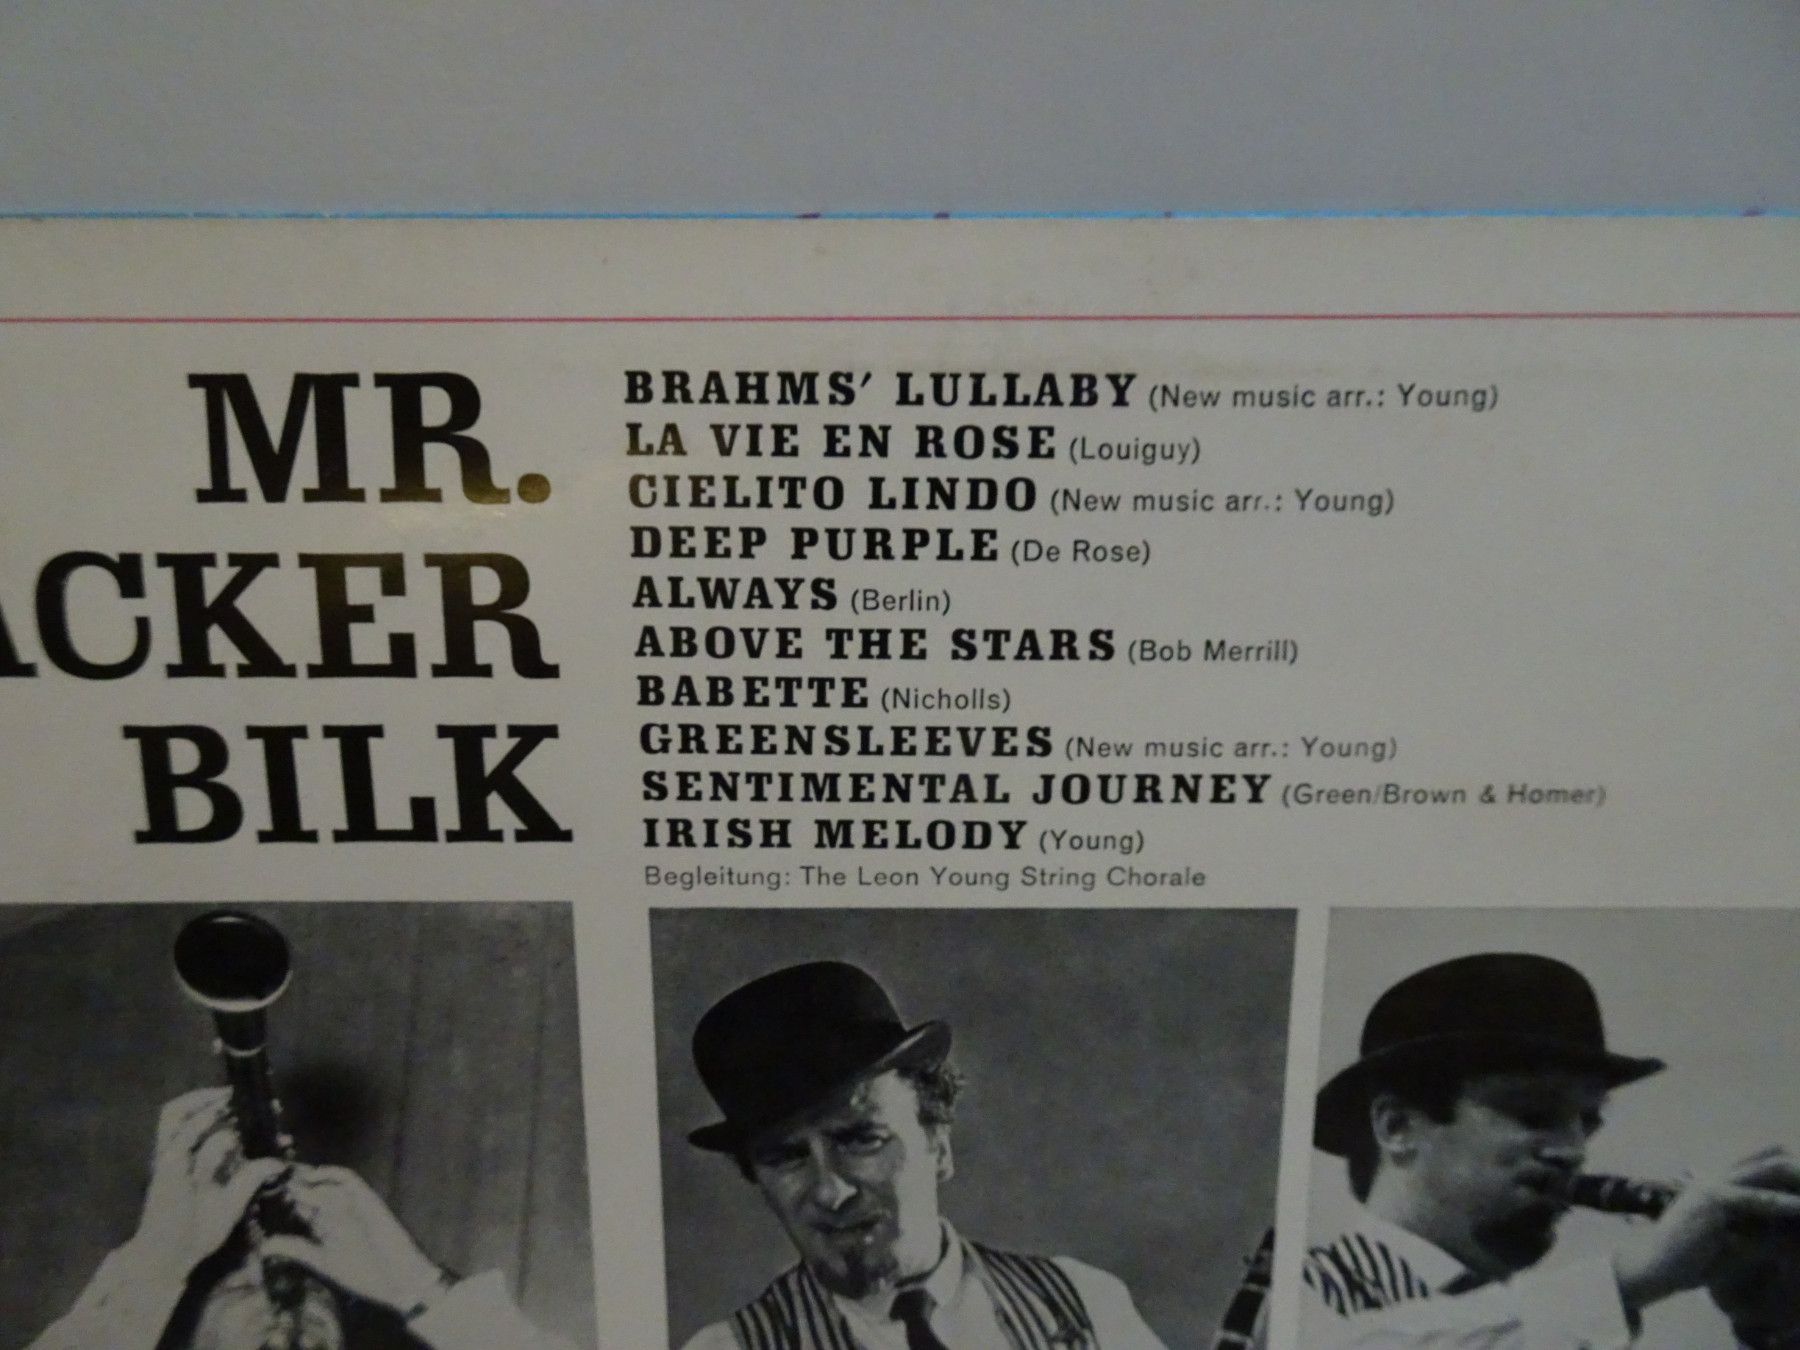 MR.
ACKER
BILK
BRAHMS' LULLABY (New music arr.: Young)
LA VIE EN ROSE (Louiguy)
CIELITO LINDO (New music arr.: Young)
DEEP PURPLE (De Rose)
ALWAYS (Berlin)
ABOVE THE STARS (Bob Merrill)
BABETTE (Nicholls)
GREENSLEEVES (New music arr.: Young)
SENTIMENTAL JOURNEY (Green/Brown & Homer)
IRISH MELODY (Young)
Begleitung: The Leon Young String Chorale